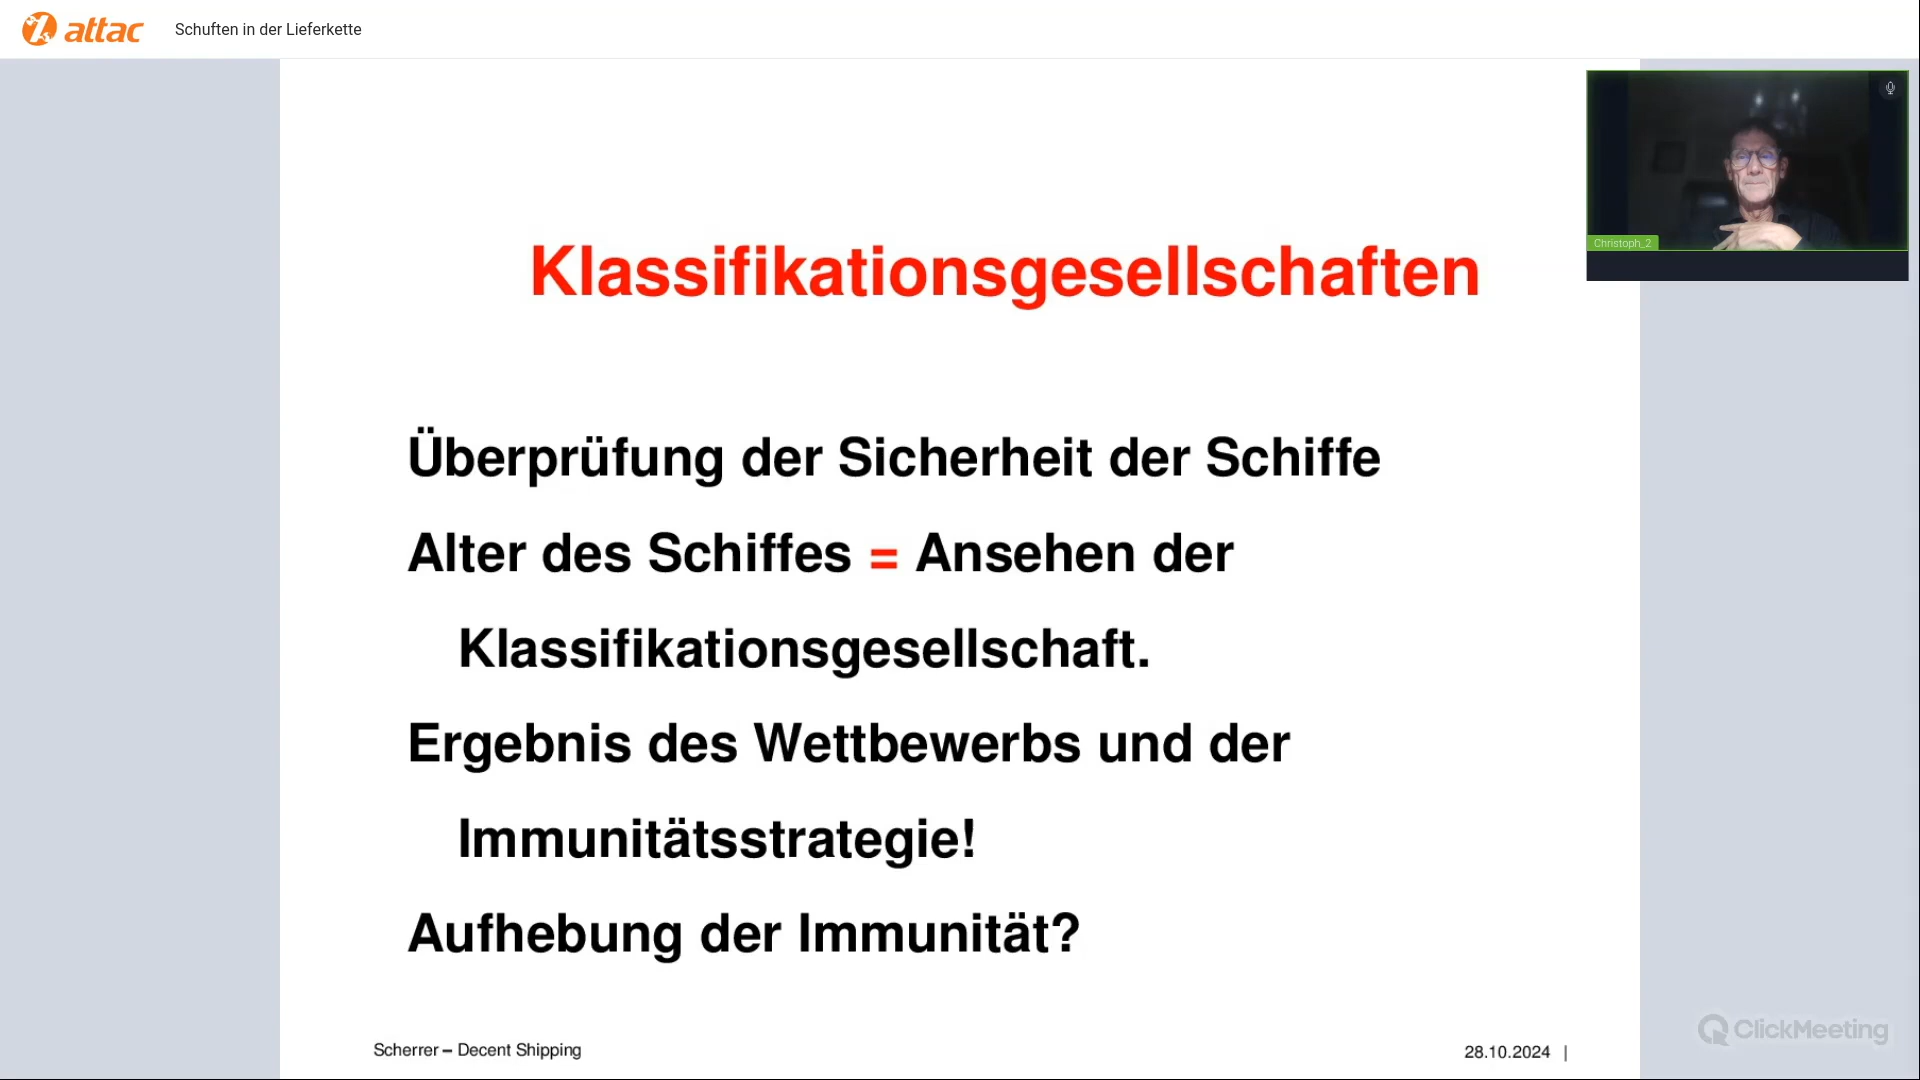 attac
Schuften in der Lieferkette
Christoph_2
Klassifikationsgesellschaften
Überprüfung der Sicherheit der Schiffe
Alter des Schiffes = Ansehen der
Klassifikationsgesellschaft.
Ergebnis des Wettbewerbs und der
Immunitätsstrategie!
Aufhebung der Immunität?
Scherrer – Decent Shipping
28.10.2024 |
ClickMeeting